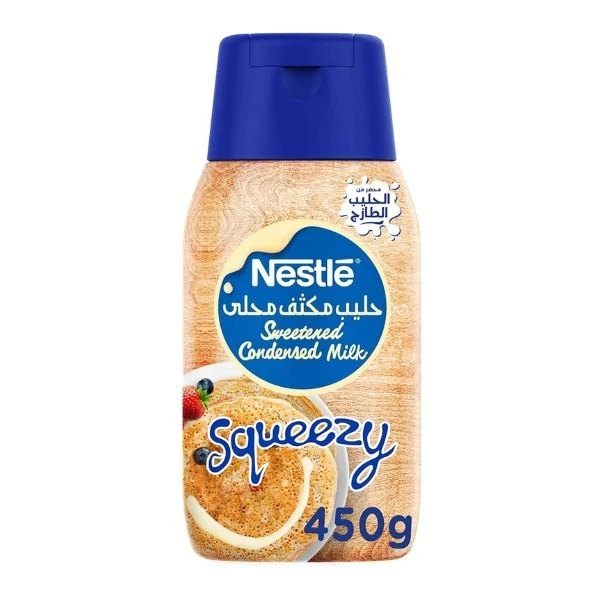 محضر من
الحليب
الطازج
Nestlé®
حليب مكثف محلى
Sweetened
Condensed Milk
Squeezy
450g